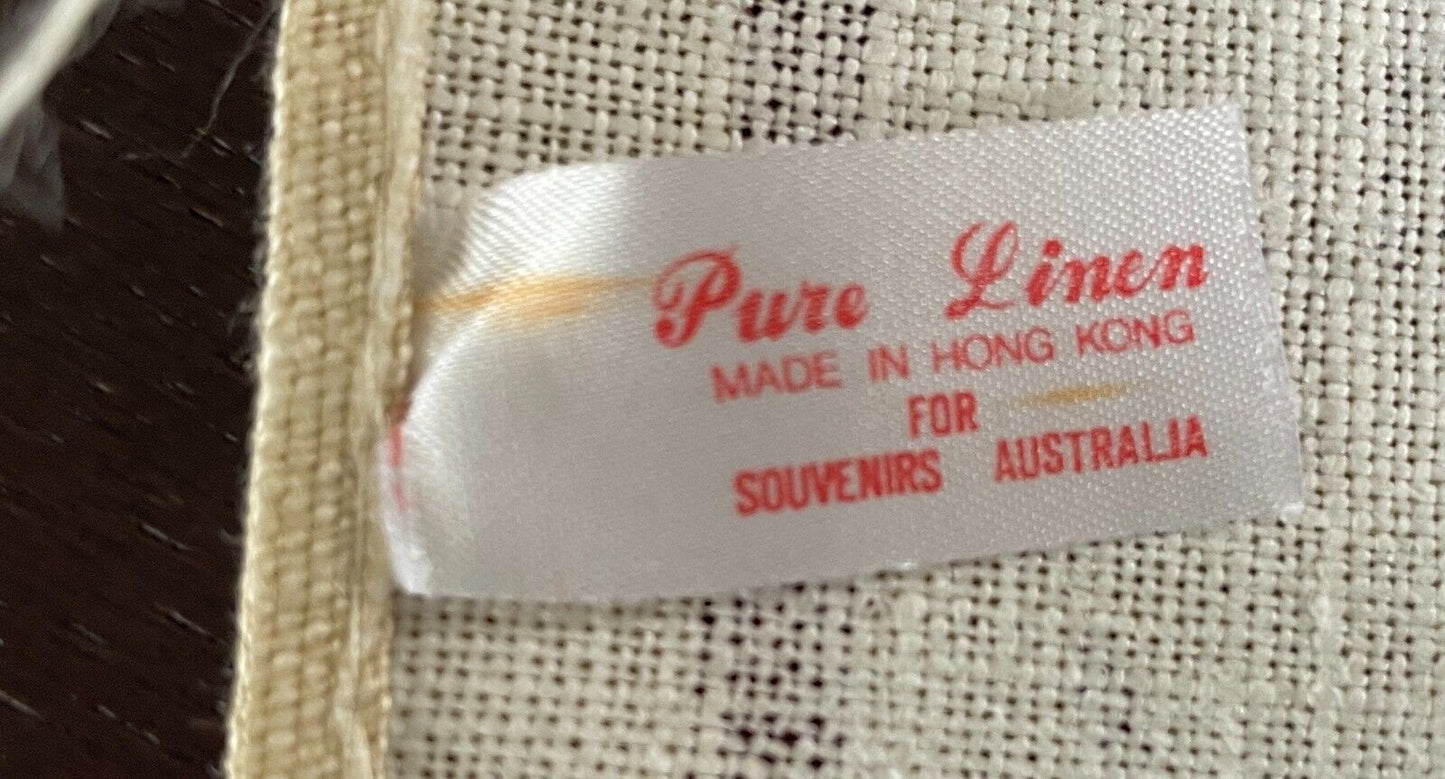 Pure Linen
MADE IN HONG KONG
FOR
SOUVENIRS AUSTRALIA